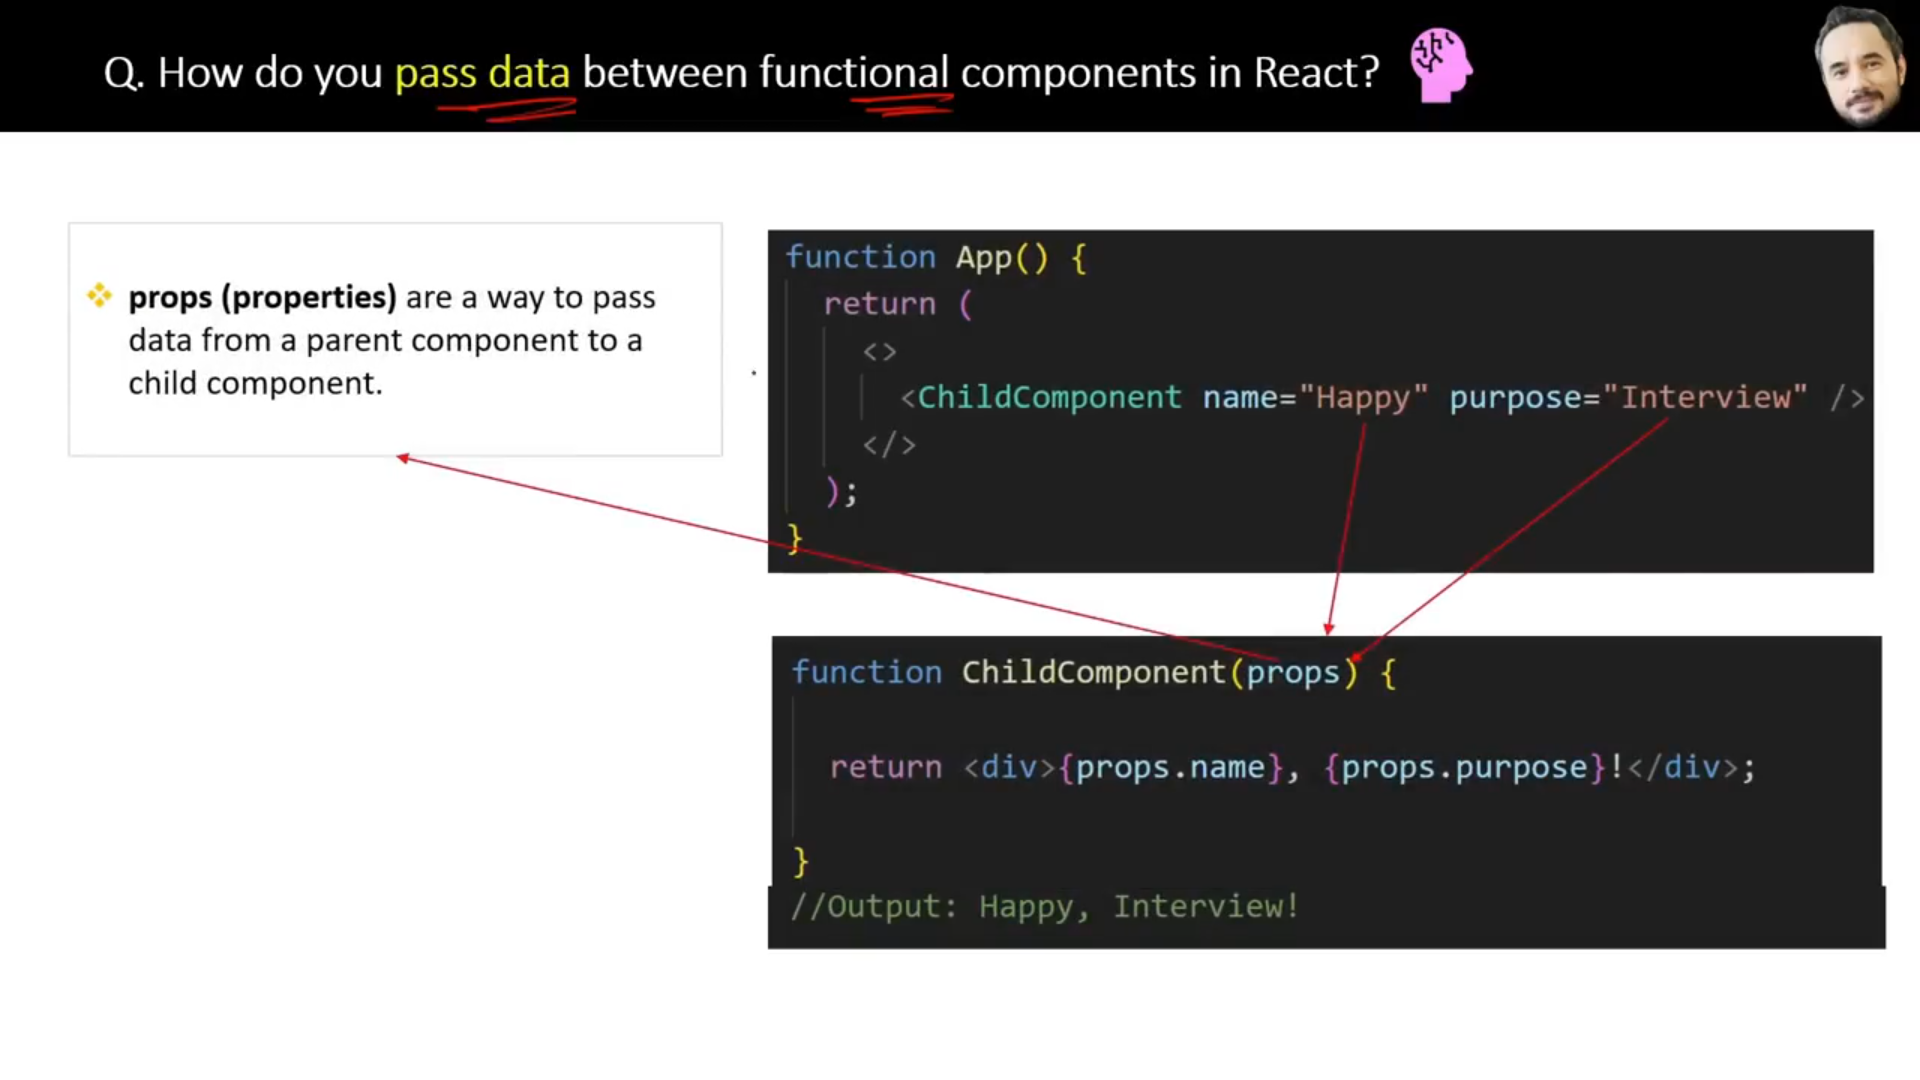 Q. How do you pass data between functional components in React?
props (properties) are a way to pass
data from a parent component to a
child component.
function App() {
return (
<>
<ChildComponent name="Happy" purpose="Interview" />
</>
);
}
function ChildComponent(props) {
return <div>{props.name}, {props.purpose}!</div>;
}
//Output: Happy, Interview!